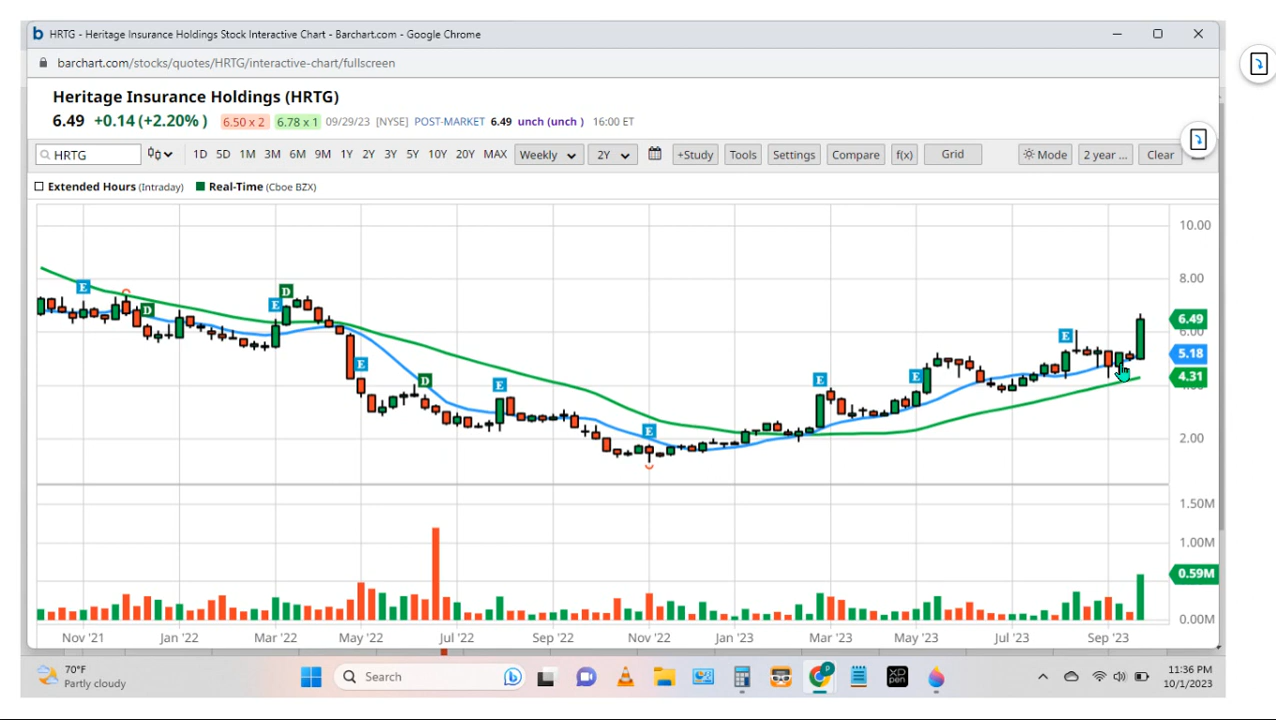 HRTG - Heritage Insurance Holdings Stock Interactive Chart - Barchart.com - Google Chrome
barchart.com/stocks/quotes/HRTG/interactive-chart/fullscreen
Heritage Insurance Holdings (HRTG)
6.49 +0.14 (+2.20% ) 6.50 x 2 6.78 x 1 09/29/23 [NYSE] POST-MARKET 6.49 unch (unch ) 16:00 ET
HRTG 1D 5D 1M 3M 6M 9M 1Y 2Y 3Y 5Y 10Y 20Y MAX Weekly 2Y +Study Tools Settings Compare f(x) Grid Mode 2 year ... Clear
Extended Hours (Intraday) Real-Time (Cboe BZX)
10.00
8.00
E D
E E D
6.49
6.00
E
5.18
E D E E E
4.31
2.00
E
1.50M
1.00M
0.59M
0.00M
Nov '21 Jan '22 Mar '22 May '22 Jul '22 Sep '22 Nov '22 Jan '23 Mar '23 May '23 Jul '23 Sep '23
70°F
Partly cloudy
Search
XD
PEN
P
11:36 PM
10/1/2023